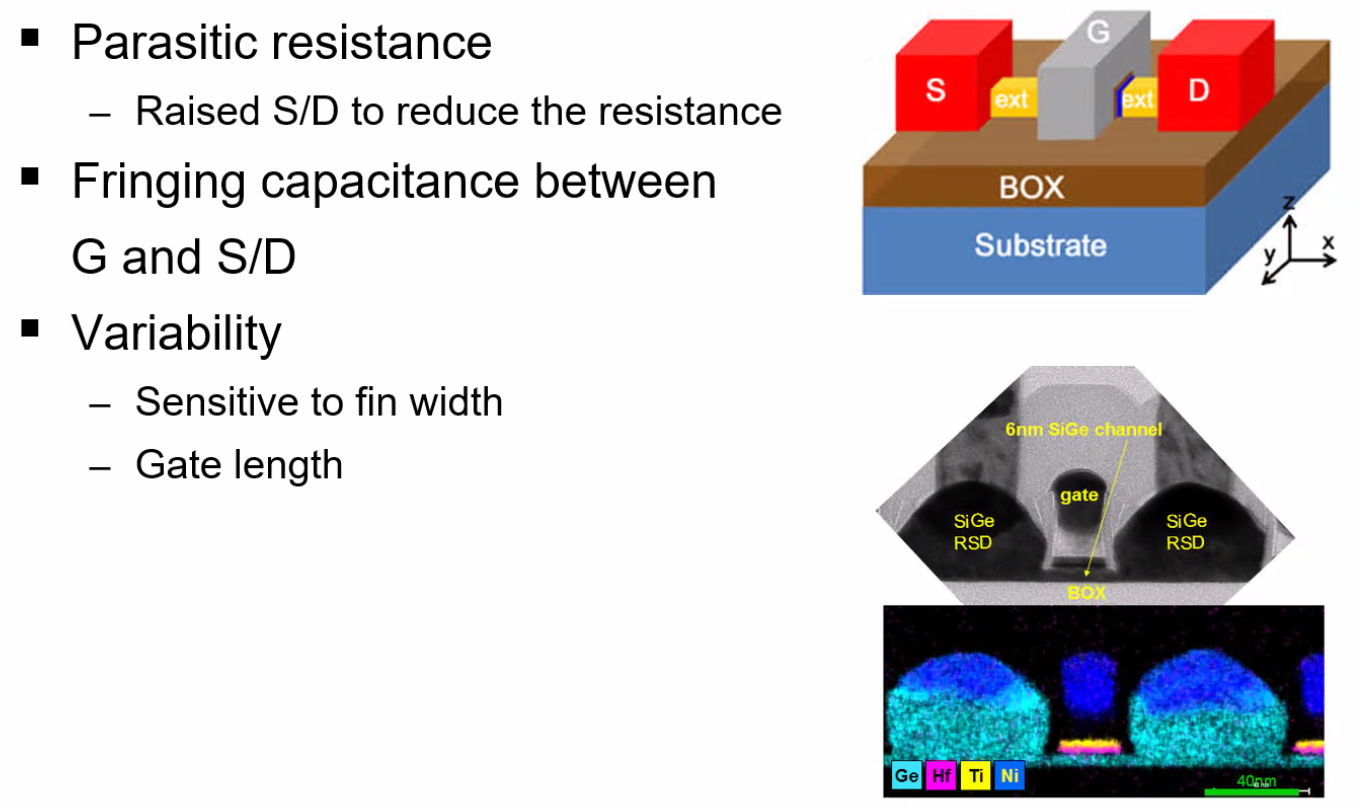 ▪ Parasitic resistance
– Raised S/D to reduce the resistance
▪ Fringing capacitance between
G and S/D
▪ Variability
– Sensitive to fin width
– Gate length
G
S
ext
ext
D
BOX
Substrate
z
y
x
6nm SiGe channel
gate
SiGe
RSD
SiGe
RSD
BOX
Ge Hf Ti Ni
40nm